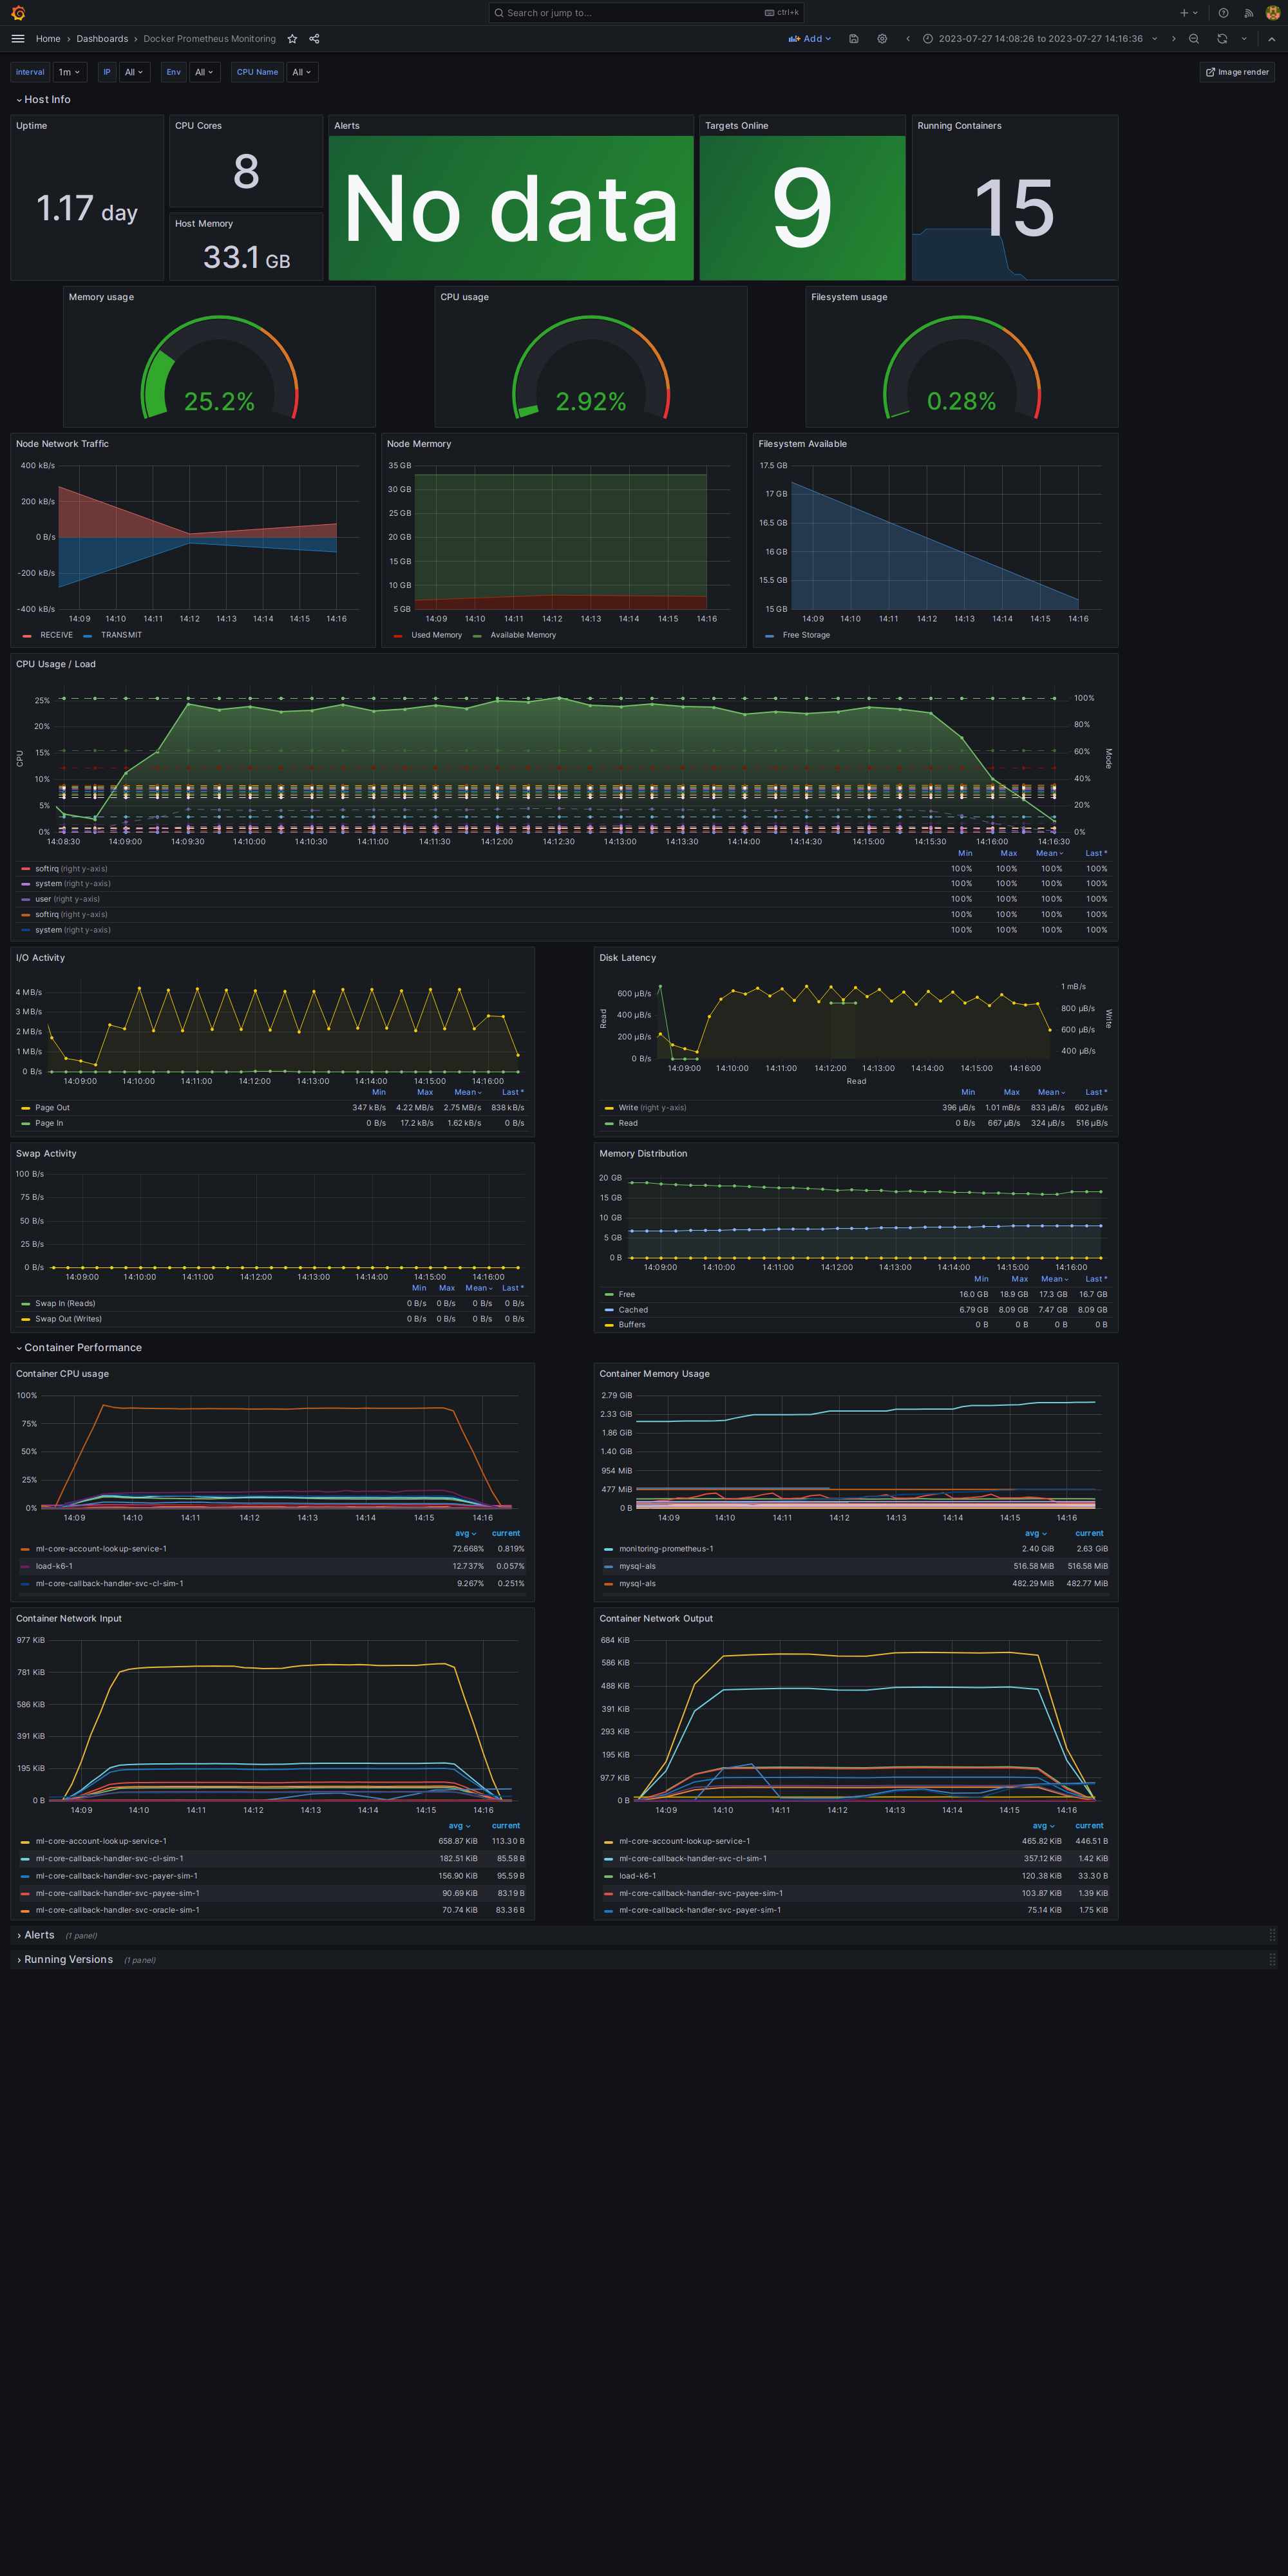 Search or jump to... ctrl+k
Home › Dashboards › Docker Prometheus Monitoring Add 2023-07-27 14:08:26 to 2023-07-27 14:16:36
interval 1m IP All Env All CPU Name All Image render
Host Info
Uptime CPU Cores Alerts Targets Online Running Containers
1.17 day 8 No data 9 15
Host Memory
33.1 GB
Memory usage CPU usage Filesystem usage
25.2% 2.92% 0.28%
Node Network Traffic
400 kB/s
200 kB/s
0 B/s
-200 kB/s
-400 kB/s
14:09 14:10 14:11 14:12 14:13 14:14 14:15 14:16
RECEIVE TRANSMIT
Node Mermory
35 GB
30 GB
25 GB
20 GB
15 GB
10 GB
5 GB
14:09 14:10 14:11 14:12 14:13 14:14 14:15 14:16
Used Memory Available Memory
Filesystem Available
17.5 GB
17 GB
16.5 GB
16 GB
15.5 GB
15 GB
14:09 14:10 14:11 14:12 14:13 14:14 14:15 14:16
Free Storage
CPU Usage / Load
25% 100%
20% 80%
15% 60%
10% 40%
5% 20%
0% 0%
CPU Mode
14:08:30 14:09:00 14:09:30 14:10:00 14:10:30 14:11:00 14:11:30 14:12:00 14:12:30 14:13:00 14:13:30 14:14:00 14:14:30 14:15:00 14:15:30 14:16:00 14:16:30
Min Max Mean Last *
softirq (right y-axis) 100% 100% 100% 100%
system (right y-axis) 100% 100% 100% 100%
user (right y-axis) 100% 100% 100% 100%
softirq (right y-axis) 100% 100% 100% 100%
system (right y-axis) 100% 100% 100% 100%
I/O Activity
4 MB/s
3 MB/s
2 MB/s
1 MB/s
0 B/s
14:09:00 14:10:00 14:11:00 14:12:00 14:13:00 14:14:00 14:15:00 14:16:00
Min Max Mean Last *
Page Out 347 kB/s 4.22 MB/s 2.75 MB/s 838 kB/s
Page In 0 B/s 17.2 kB/s 1.62 kB/s 0 B/s
Disk Latency
600 µB/s 1 mB/s
400 µB/s 800 µB/s
200 µB/s 600 µB/s
0 B/s 400 µB/s
Read Write
14:09:00 14:10:00 14:11:00 14:12:00 14:13:00 14:14:00 14:15:00 14:16:00
Read
Min Max Mean Last *
Write (right y-axis) 396 µB/s 1.01 mB/s 833 µB/s 602 µB/s
Read 0 B/s 667 µB/s 324 µB/s 516 µB/s
Swap Activity
100 B/s
75 B/s
50 B/s
25 B/s
0 B/s
14:09:00 14:10:00 14:11:00 14:12:00 14:13:00 14:14:00 14:15:00 14:16:00
Min Max Mean Last *
Swap In (Reads) 0 B/s 0 B/s 0 B/s 0 B/s
Swap Out (Writes) 0 B/s 0 B/s 0 B/s 0 B/s
Memory Distribution
20 GB
15 GB
10 GB
5 GB
0 B
14:09:00 14:10:00 14:11:00 14:12:00 14:13:00 14:14:00 14:15:00 14:16:00
Min Max Mean Last *
Free 16.0 GB 18.9 GB 17.3 GB 16.7 GB
Cached 6.79 GB 8.09 GB 7.47 GB 8.09 GB
Buffers 0 B 0 B 0 B 0 B
Container Performance
Container CPU usage
100%
75%
50%
25%
0%
14:09 14:10 14:11 14:12 14:13 14:14 14:15 14:16
avg current
ml-core-account-lookup-service-1 72.668% 0.819%
load-k6-1 12.737% 0.057%
ml-core-callback-handler-svc-cl-sim-1 9.267% 0.251%
Container Memory Usage
2.79 GiB
2.33 GiB
1.86 GiB
1.40 GiB
954 MiB
477 MiB
0 B
14:09 14:10 14:11 14:12 14:13 14:14 14:15 14:16
avg current
monitoring-prometheus-1 2.40 GiB 2.63 GiB
mysql-als 516.58 MiB 516.58 MiB
mysql-als 482.29 MiB 482.77 MiB
Container Network Input
977 KiB
781 KiB
586 KiB
391 KiB
195 KiB
0 B
14:09 14:10 14:11 14:12 14:13 14:14 14:15 14:16
avg current
ml-core-account-lookup-service-1 658.87 KiB 113.30 B
ml-core-callback-handler-svc-cl-sim-1 182.51 KiB 85.58 B
ml-core-callback-handler-svc-payer-sim-1 156.90 KiB 95.59 B
ml-core-callback-handler-svc-payee-sim-1 90.69 KiB 83.19 B
ml-core-callback-handler-svc-oracle-sim-1 70.74 KiB 83.36 B
Container Network Output
684 KiB
586 KiB
488 KiB
391 KiB
293 KiB
195 KiB
97.7 KiB
0 B
14:09 14:10 14:11 14:12 14:13 14:14 14:15 14:16
avg current
ml-core-account-lookup-service-1 465.82 KiB 446.51 B
ml-core-callback-handler-svc-cl-sim-1 357.12 KiB 1.42 KiB
load-k6-1 120.38 KiB 33.30 B
ml-core-callback-handler-svc-payee-sim-1 103.87 KiB 1.39 KiB
ml-core-callback-handler-svc-payer-sim-1 75.14 KiB 1.75 KiB
Alerts (1 panel)
Running Versions (1 panel)